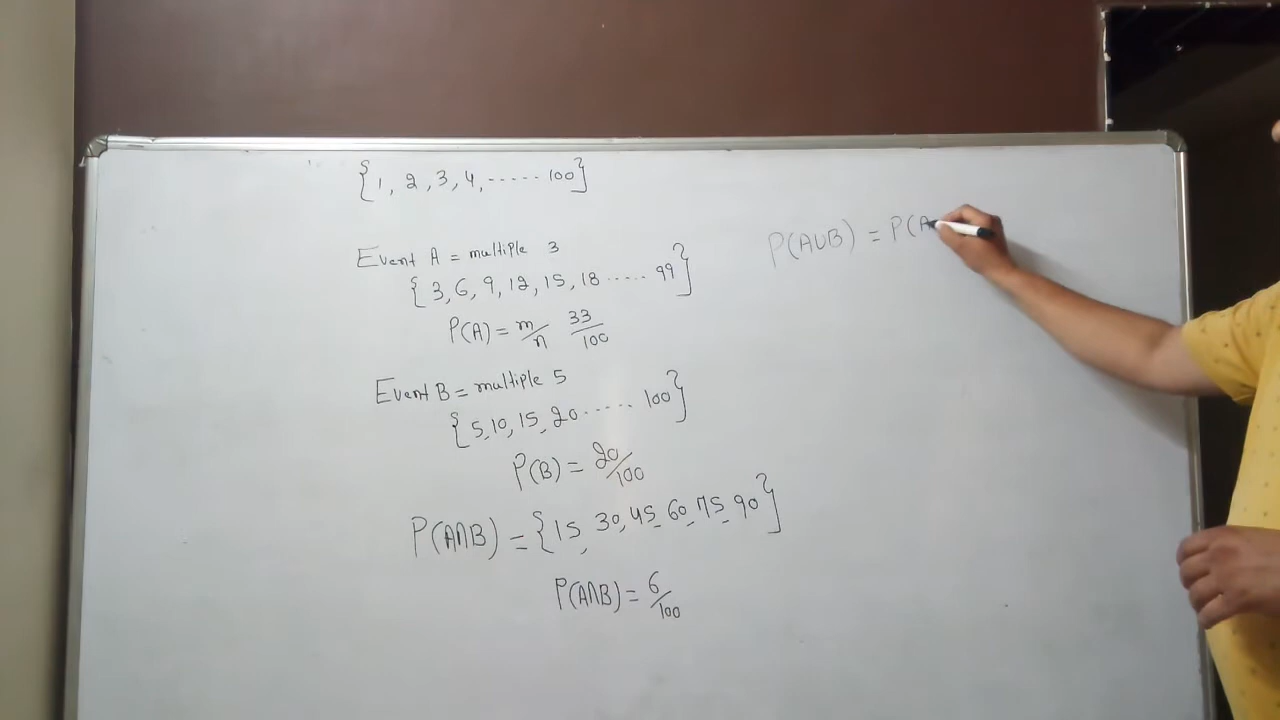 {1, 2, 3, 4, ----- 100}
Event A = multiple 3
{3, 6, 9, 12, 15, 18 ..... 99}
P(A) = m/n 33/100
Event B = multiple 5
{5, 10, 15, 20 ..... 100}
P(B) = 20/100
P(A∩B) = {15, 30, 45, 60, 75, 90}
P(A∩B) = 6/100
P(A∪B) = P(A